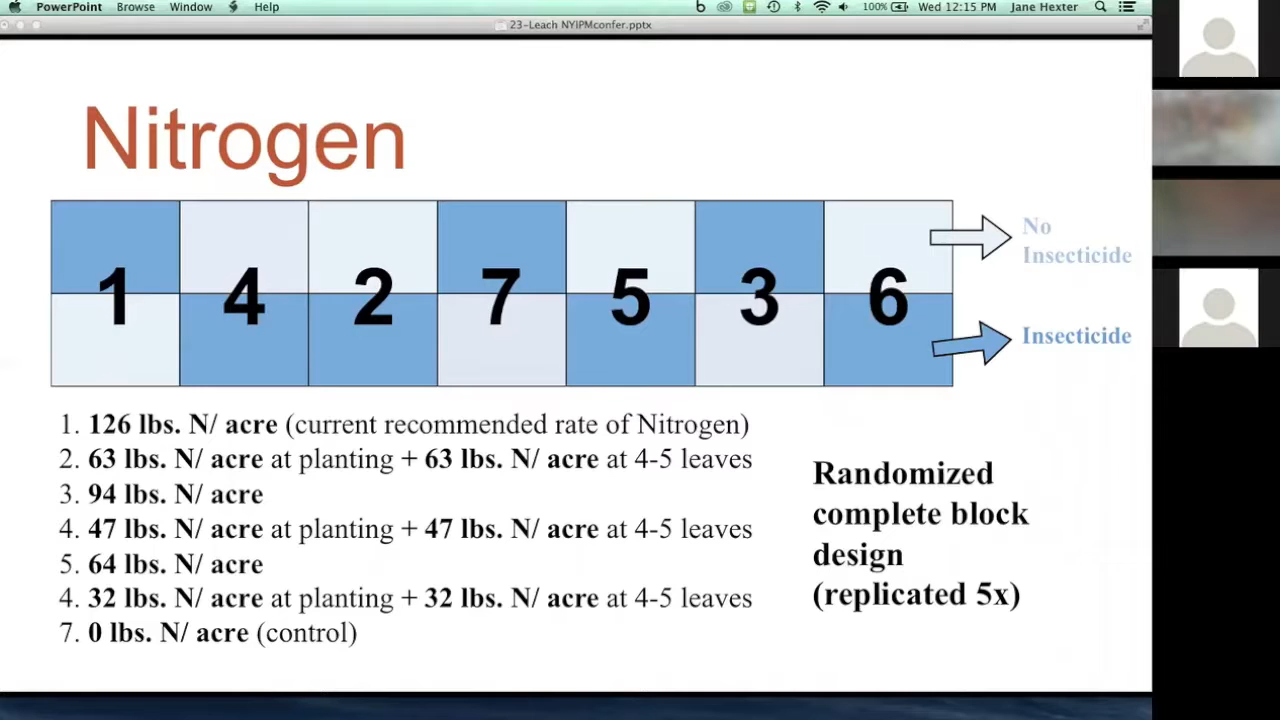 PowerPoint Browse Window Help 100% Wed 12:15 PM Jane Hexter
23-Leach NYIPMconfer.pptx
Nitrogen
1 4 2 7 5 3 6
No
Insecticide
Insecticide
1. 126 lbs. N/ acre (current recommended rate of Nitrogen)
2. 63 lbs. N/ acre at planting + 63 lbs. N/ acre at 4-5 leaves
3. 94 lbs. N/ acre
4. 47 lbs. N/ acre at planting + 47 lbs. N/ acre at 4-5 leaves
5. 64 lbs. N/ acre
4. 32 lbs. N/ acre at planting + 32 lbs. N/ acre at 4-5 leaves
7. 0 lbs. N/ acre (control)
Randomized
complete block
design
(replicated 5x)